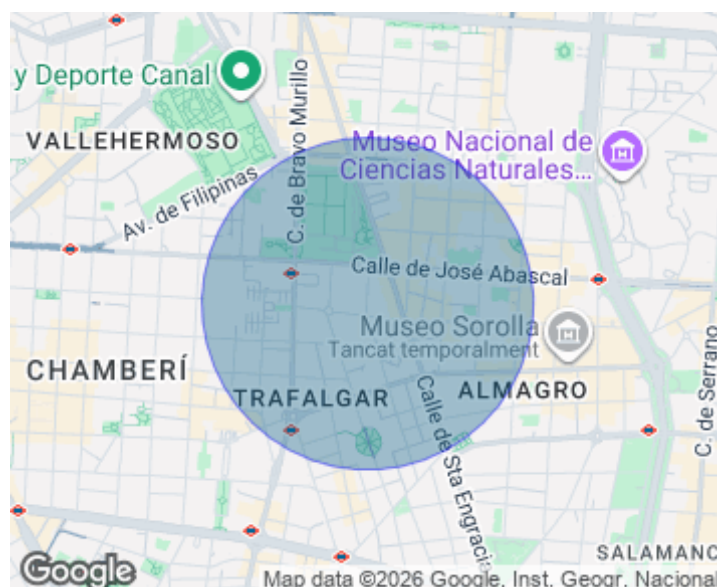 y Deporte Canal
C. de Bravo Murillo
VALLEHERMOSO
Museo Nacional de
Ciencias Naturales...
Av. de Filipinas
Calle de José Abascal
Museo Sorolla
Tancat temporalment
CHAMBERÍ
TRAFALGAR
ALMAGRO
C. de Serrano
Calle de Sta Engracia
SALAMANC
Google
Map data ©2026 Google, Inst. Geogr. Nacional